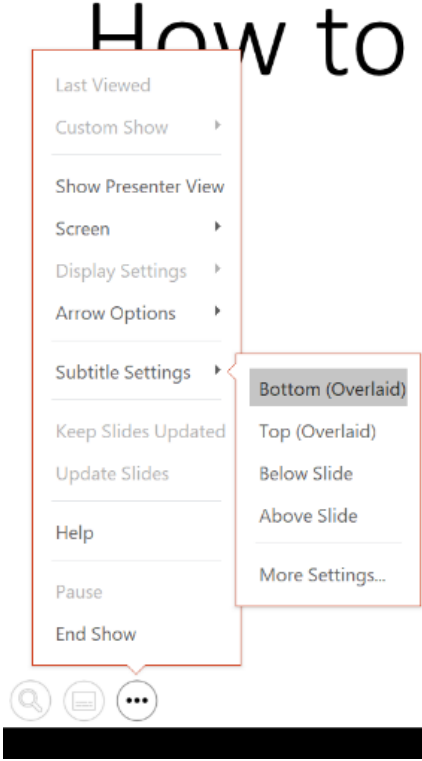 How to
Last Viewed
Custom Show
Show Presenter View
Screen
Display Settings
Arrow Options
Subtitle Settings
Bottom (Overlaid)
Top (Overlaid)
Below Slide
Above Slide
More Settings...
Keep Slides Updated
Update Slides
Help
Pause
End Show